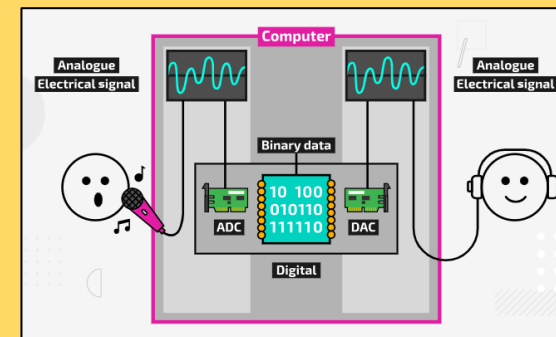 Computer
Analogue
Electrical signal
Analogue
Electrical signal
Binary data
10 100
010110
111110
ADC
DAC
Digital